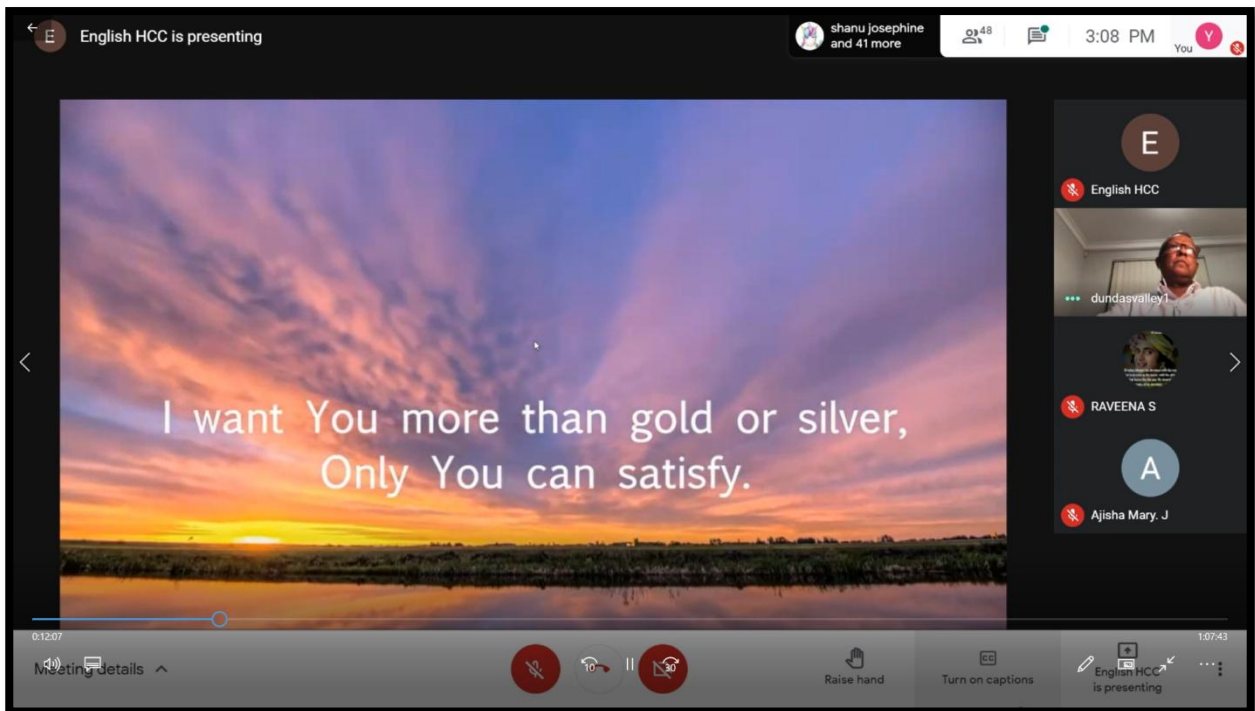 E
English HCC is presenting
shanu josephine
and 41 more
48
3:08 PM
You
Y
I want You more than gold or silver,
Only You can satisfy.
E
English HCC
dundasvalley1
RAVEENA S
A
Ajisha Mary. J
0:12:07
1:07:43
Meeting details
10
30
Raise hand
CC
Turn on captions
English HCC
is presenting